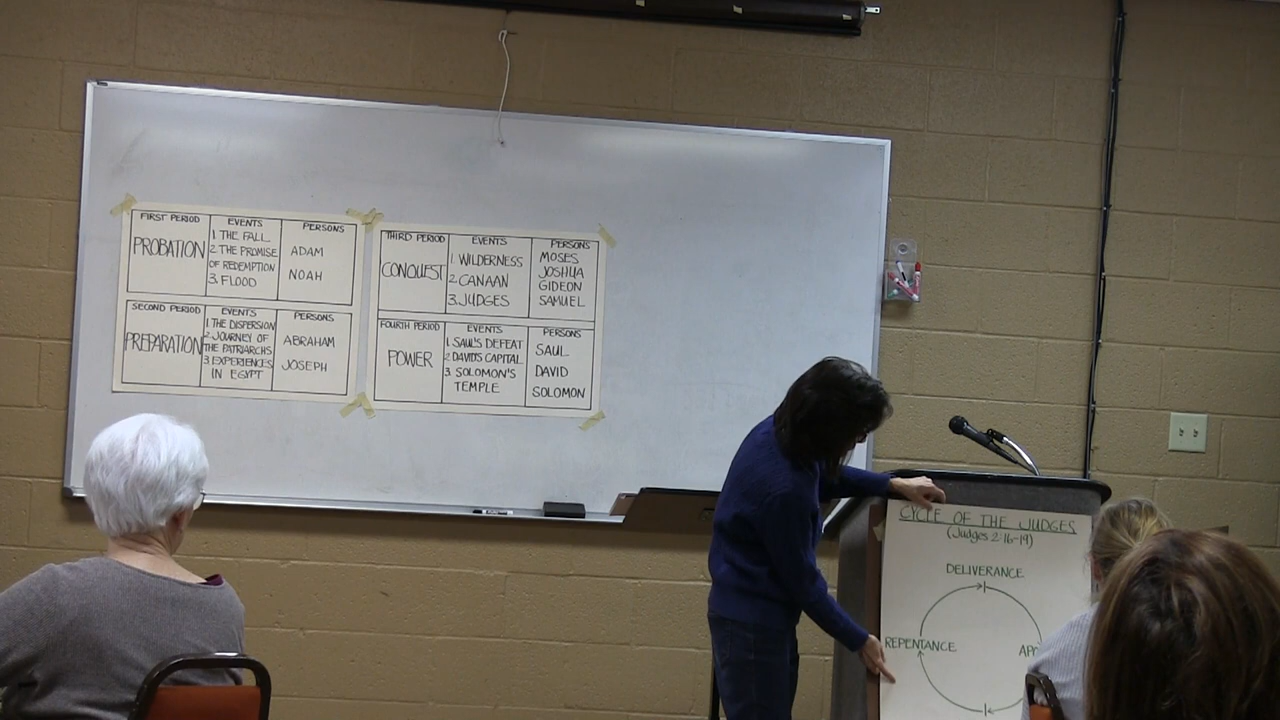 FIRST PERIOD
PROBATION
EVENTS
1 THE FALL
2 THE PROMISE
OF REDEMPTION
3. FLOOD
PERSONS
ADAM
NOAH
SECOND PERIOD
PREPARATION
EVENTS
1. THE DISPERSION
2. JOURNEY OF
THE PATRIARCHS
3 EXPERIENCES
IN EGYPT
PERSONS
ABRAHAM
JOSEPH
THIRD PERIOD
CONQUEST
EVENTS
1. WILDERNESS
2. CANAAN
3. JUDGES
PERSONS
MOSES
JOSHUA
GIDEON
SAMUEL
FOURTH PERIOD
POWER
EVENTS
1. SAUL'S DEFEAT
2. DAVID'S CAPITAL
3 SOLOMON'S
TEMPLE
PERSONS
SAUL
DAVID
SOLOMON
CYCLE OF THE JUDGES
(Judges 2:16-19)
DELIVERANCE
REPENTANCE